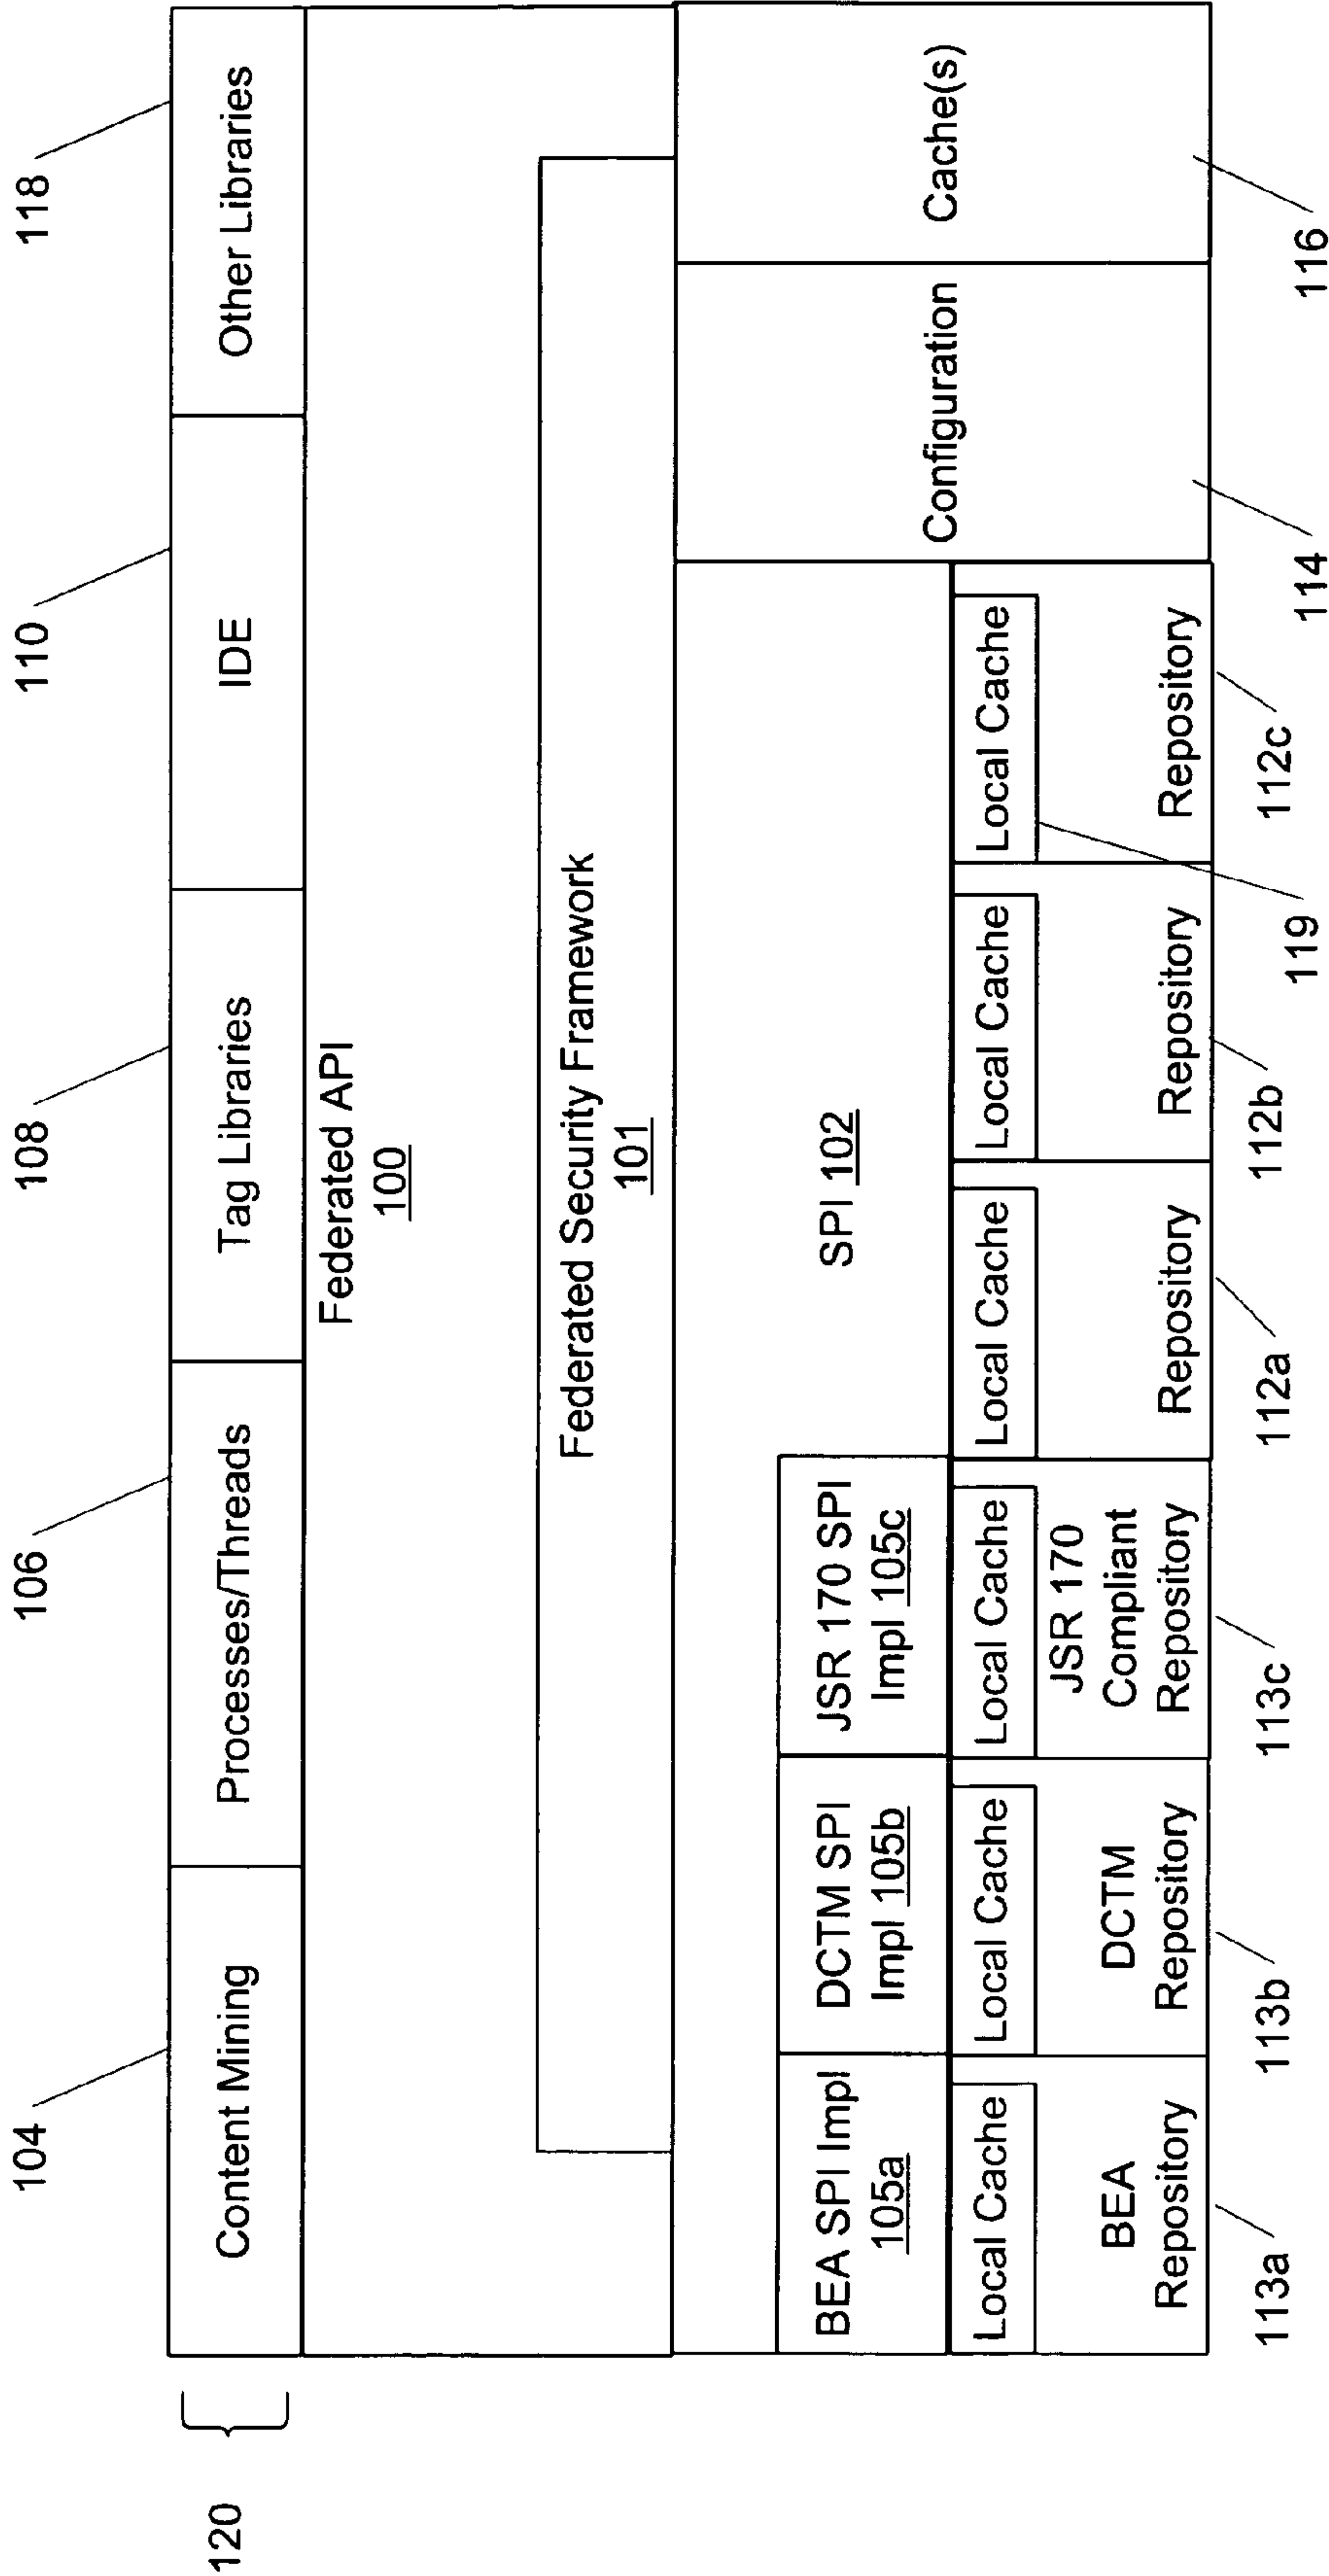 104
106
108
110
118
120
Content Mining
Processes/Threads
Tag Libraries
IDE
Other Libraries
Federated API
100
Federated Security Framework
101
SPI 102
BEA SPI Impl
105a
DCTM SPI
Impl 105b
JSR 170 SPI
Impl 105c
Configuration
Cache(s)
Local Cache
Local Cache
Local Cache
Local Cache
Local Cache
Local Cache
BEA
Repository
DCTM
Repository
JSR 170
Compliant
Repository
Repository
Repository
Repository
113a
113b
113c
112a
112b
119
112c
114
116